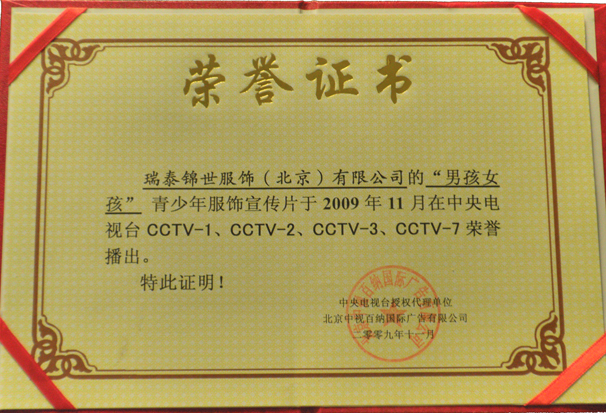 荣誉证书
瑞泰锦世服饰（北京）有限公司的“男孩女
孩” 青少年服饰宣传片于 2009 年 11 月在中央电
视台 CCTV-1、CCTV-2、CCTV-3、CCTV-7 荣誉
播出。
特此证明！
中央电视台授权代理单位
北京中视百纳国际广告有限公司
二零零九年十一月